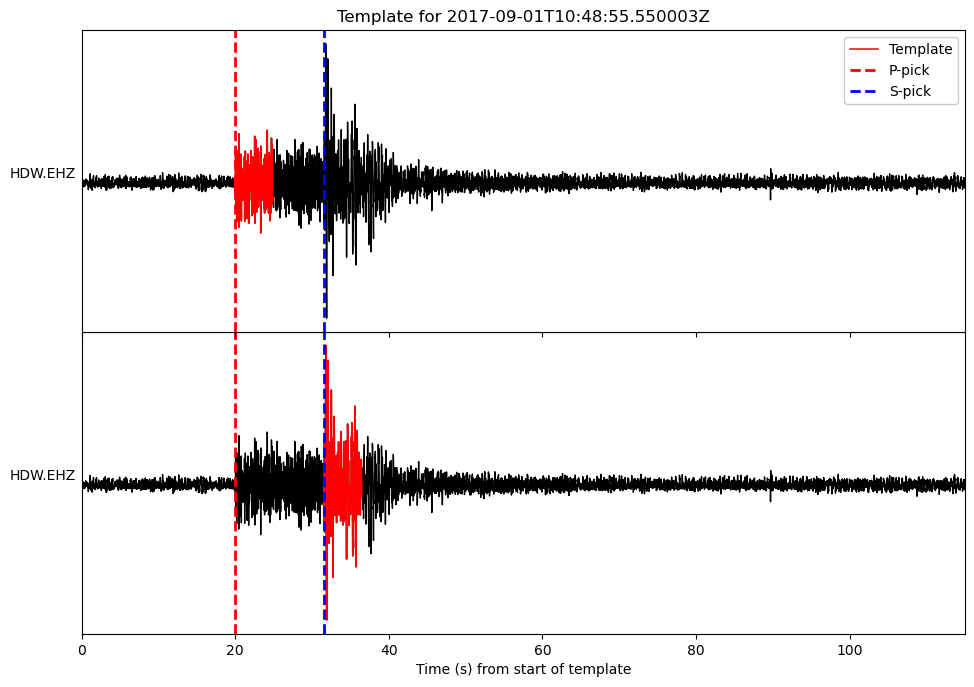 Template for 2017-09-01T10:48:55.550003Z
Template
P-pick
S-pick
HDW.EHZ
HDW.EHZ
0 20 40 60 80 100
Time (s) from start of template